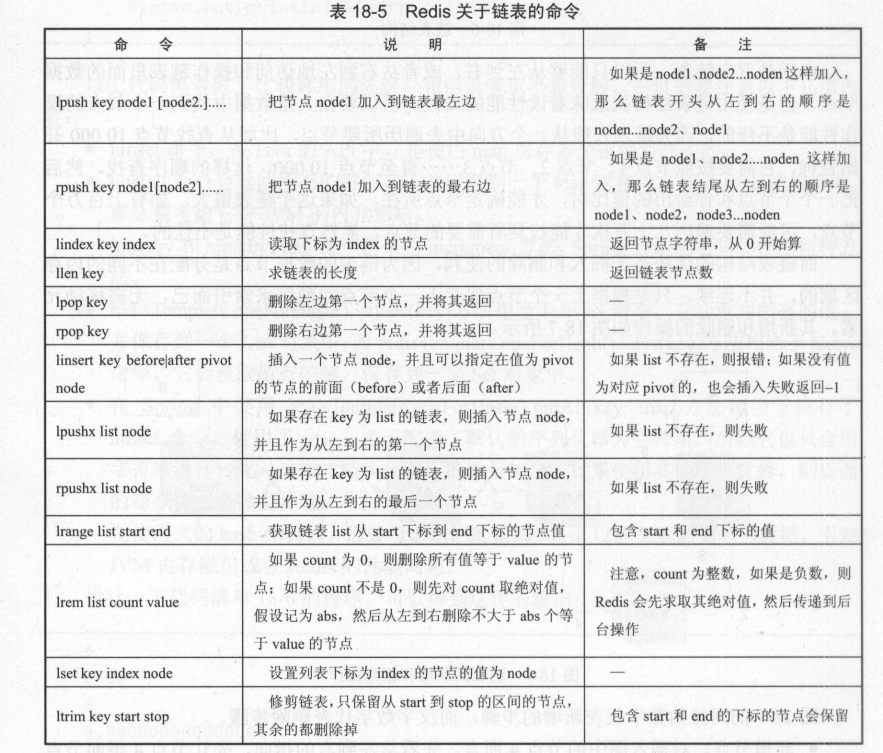 表 18-5 Redis 关于链表的命令
命 令
说 明
备 注
lpush key node1 [node2.].....
把节点 node1 加入到链表最左边
如果是 node1、node2...noden 这样加入，
那么链表开头从左到右的顺序是
noden...node2、node1
rpush key node1[node2]......
把节点 node1 加入到链表的最右边
如果是 node1、node2....noden 这样加
入，那么链表结尾从左到右的顺序是
node1、node2，node3...noden
lindex key index
读取下标为 index 的节点
返回节点字符串，从 0 开始算
llen key
求链表的长度
返回链表节点数
lpop key
删除左边第一个节点，并将其返回
—
rpop key
删除右边第一个节点，并将其返回
—
linsert key before|after pivot
node
插入一个节点 node，并且可以指定在值为 pivot
的节点的前面（before）或者后面（after）
如果 list 不存在，则报错；如果没有值
为对应 pivot 的，也会插入失败返回–1
lpushx list node
如果存在 key 为 list 的链表，则插入节点 node，
并且作为从左到右的第一个节点
如果 list 不存在，则失败
rpushx list node
如果存在 key 为 list 的链表，则插入节点 node，
并且作为从左到右的最后一个节点
如果 list 不存在，则失败
lrange list start end
获取链表 list 从 start 下标到 end 下标的节点值
包含 start 和 end 下标的值
lrem list count value
如果 count 为 0，则删除所有值等于 value 的节
点；如果 count 不是 0，则先对 count 取绝对值，
假设记为 abs，然后从左到右删除不大于 abs 个等
于 value 的节点
注意，count 为整数，如果是负数，则
Redis 会先求取其绝对值，然后传递到后
台操作
lset key index node
设置列表下标为 index 的节点的值为 node
—
ltrim key start stop
修剪链表，只保留从 start 到 stop 的区间的节点，
其余的都删除掉
包含 start 和 end 的下标的节点会保留